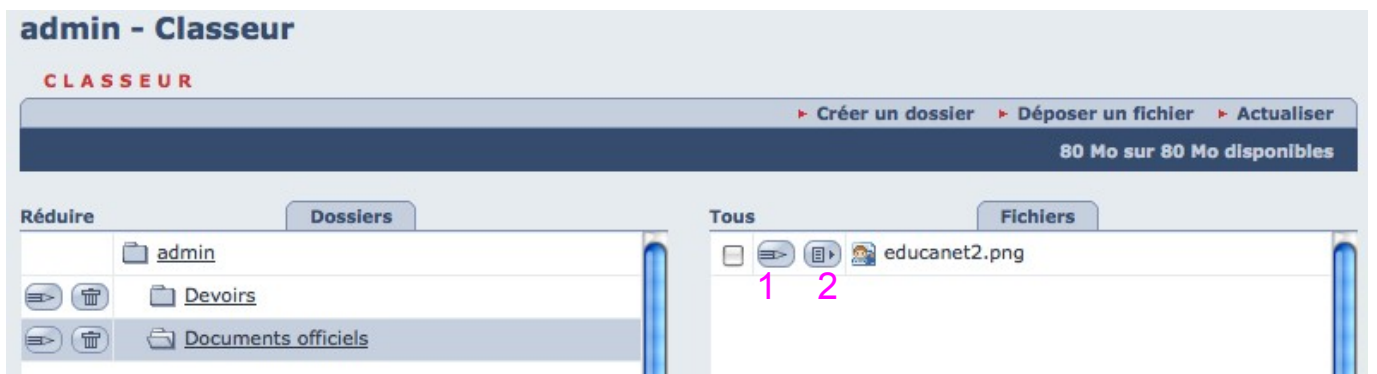 admin - Classeur
CLASSEUR
Créer un dossier Déposer un fichier Actualiser
80 Mo sur 80 Mo disponibles
Réduire Dossiers Tous Fichiers
admin educanet2.png
1 2
Devoirs
Documents officiels